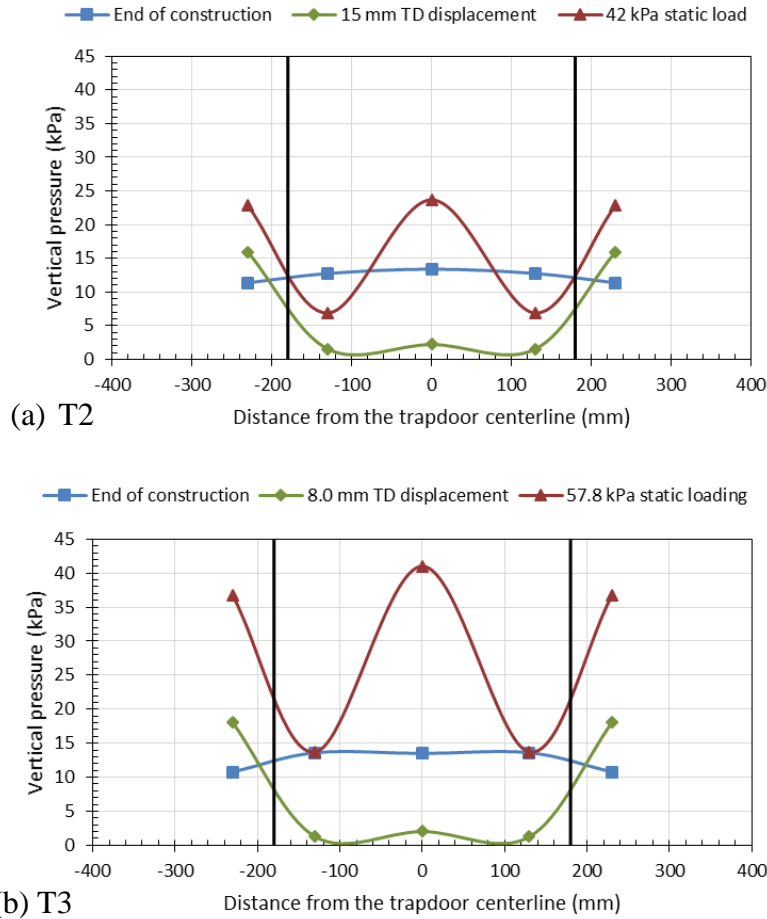 End of construction 15 mm TD displacement 42 kPa static load
45
40
35
30
25
20
15
10
5
0
Vertical pressure (kPa)
-400 -300 -200 -100 0 100 200 300 400
Distance from the trapdoor centerline (mm)
(a) T2
End of construction 8.0 mm TD displacement 57.8 kPa static loading
45
40
35
30
25
20
15
10
5
0
Vertical pressure (kPa)
-400 -300 -200 -100 0 100 200 300 400
Distance from the trapdoor centerline (mm)
(b) T3